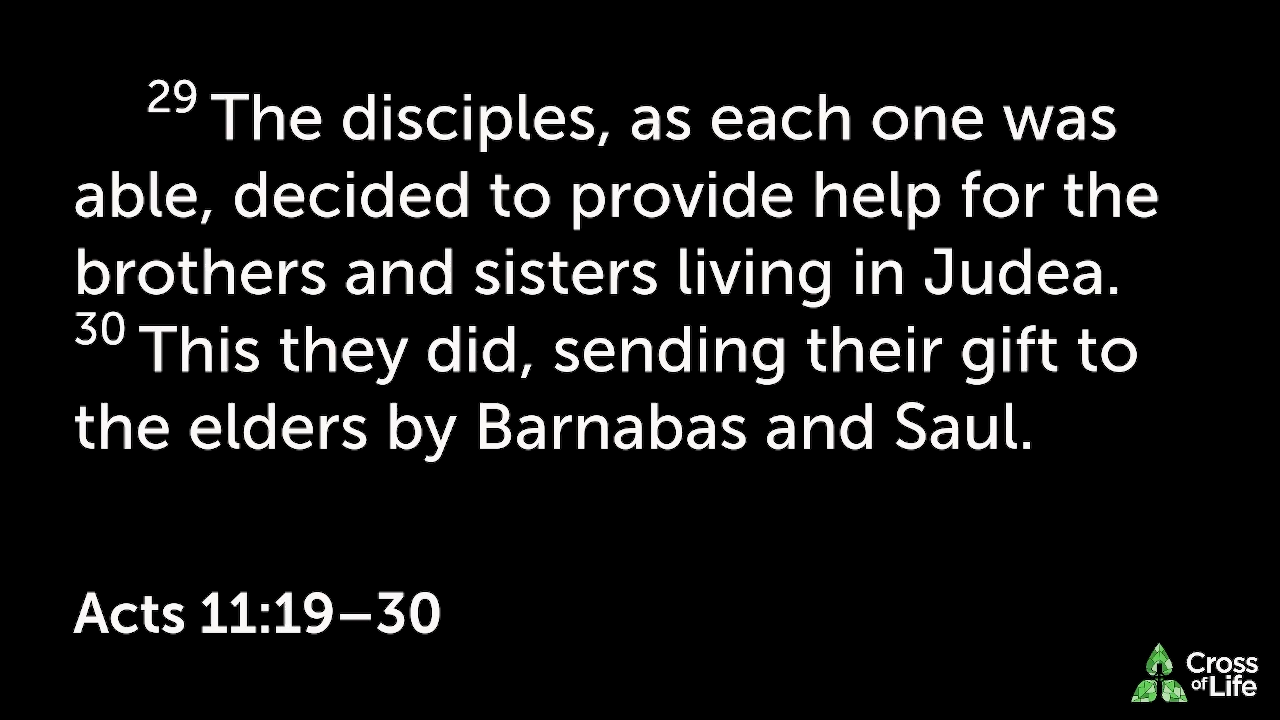 29 The disciples, as each one was
able, decided to provide help for the
brothers and sisters living in Judea.
30 This they did, sending their gift to
the elders by Barnabas and Saul.
Acts 11:19–30
Cross
of Life